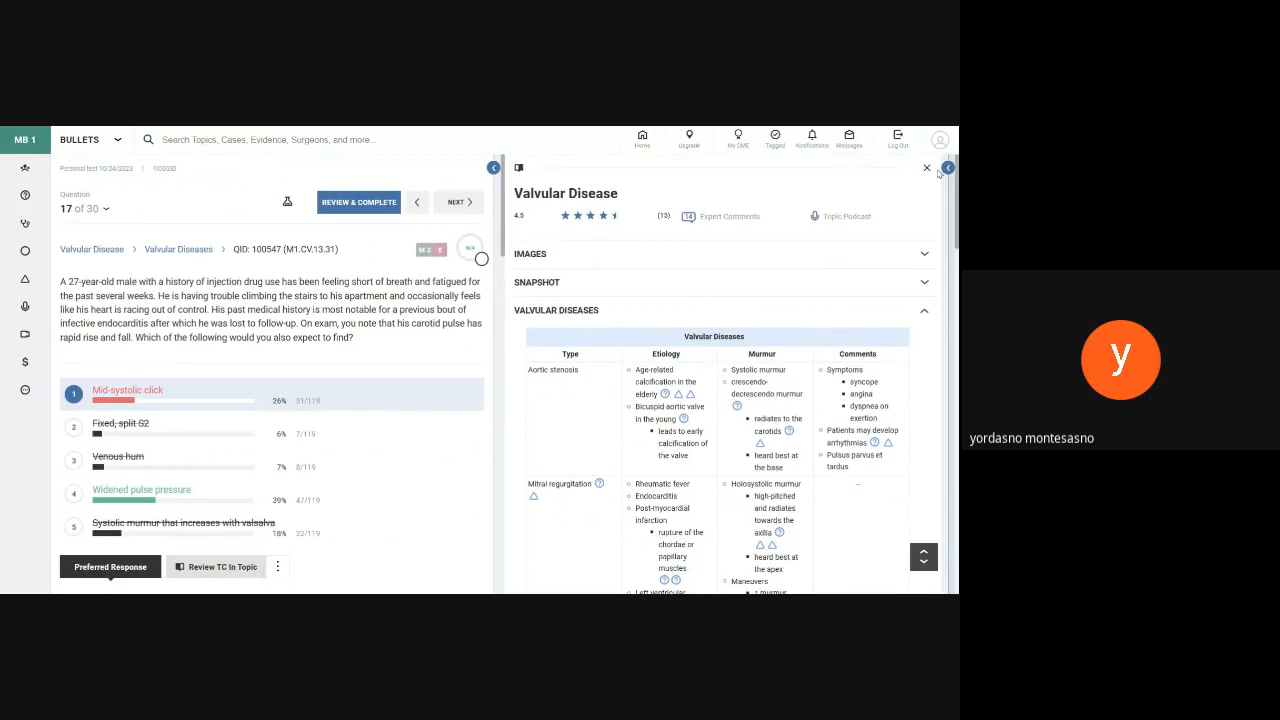 MB 1
BULLETS
Search Topics, Cases, Evidence, Surgeons, and more...
Home
Upgrade
My CME
Tagged
Notifications
Messages
Log Out
Personal test 10/24/2023
Question
17 of 30
REVIEW & COMPLETE
NEXT
Valvular Disease
Valvular Diseases
QID: 100547 (M1.CV.13.31)
M 2 E
N/A
A 27-year-old male with a history of injection drug use has been feeling short of breath and fatigued for
the past several weeks. He is having trouble climbing the stairs to his apartment and occasionally feels
like his heart is racing out of control. His past medical history is most notable for a previous bout of
infective endocarditis after which he was lost to follow-up. On exam, you note that his carotid pulse has
rapid rise and fall. Which of the following would you also expect to find?
1
Mid-systolic click
26% 31/119
2
Fixed, split S2
6% 7/119
3
Venous hum
7% 8/119
4
Widened pulse pressure
39% 47/119
5
Systolic murmur that increases with valsalva
18% 22/119
Preferred Response
Review TC In Topic
Valvular Disease
4.5
(15)
14
Expert Comments
Topic Podcast
IMAGES
SNAPSHOT
VALVULAR DISEASES
Valvular Diseases
Type
Etiology
Murmur
Comments
Aortic stenosis
Age-related
calcification in the
elderly
Bicuspid aortic valve
in the young
leads to early
calcification of
the valve
Systolic murmur
crescendo-
decrescendo murmur
radiates to the
carotids
heard best at
the base
Symptoms
syncope
angina
dyspnea on
exertion
Patients may develop
arrhythmias
Pulsus parvus et
tardus
Mitral regurgitation
Rheumatic fever
Endocarditis
Post-myocardial
infarction
rupture of the
chordae or
papillary
muscles
Left ventricular
Holosystolic murmur
high-pitched
and radiates
towards the
axilla
heard best at
the apex
Maneuvers
↑ murmur
–
y
yordasno montesasno